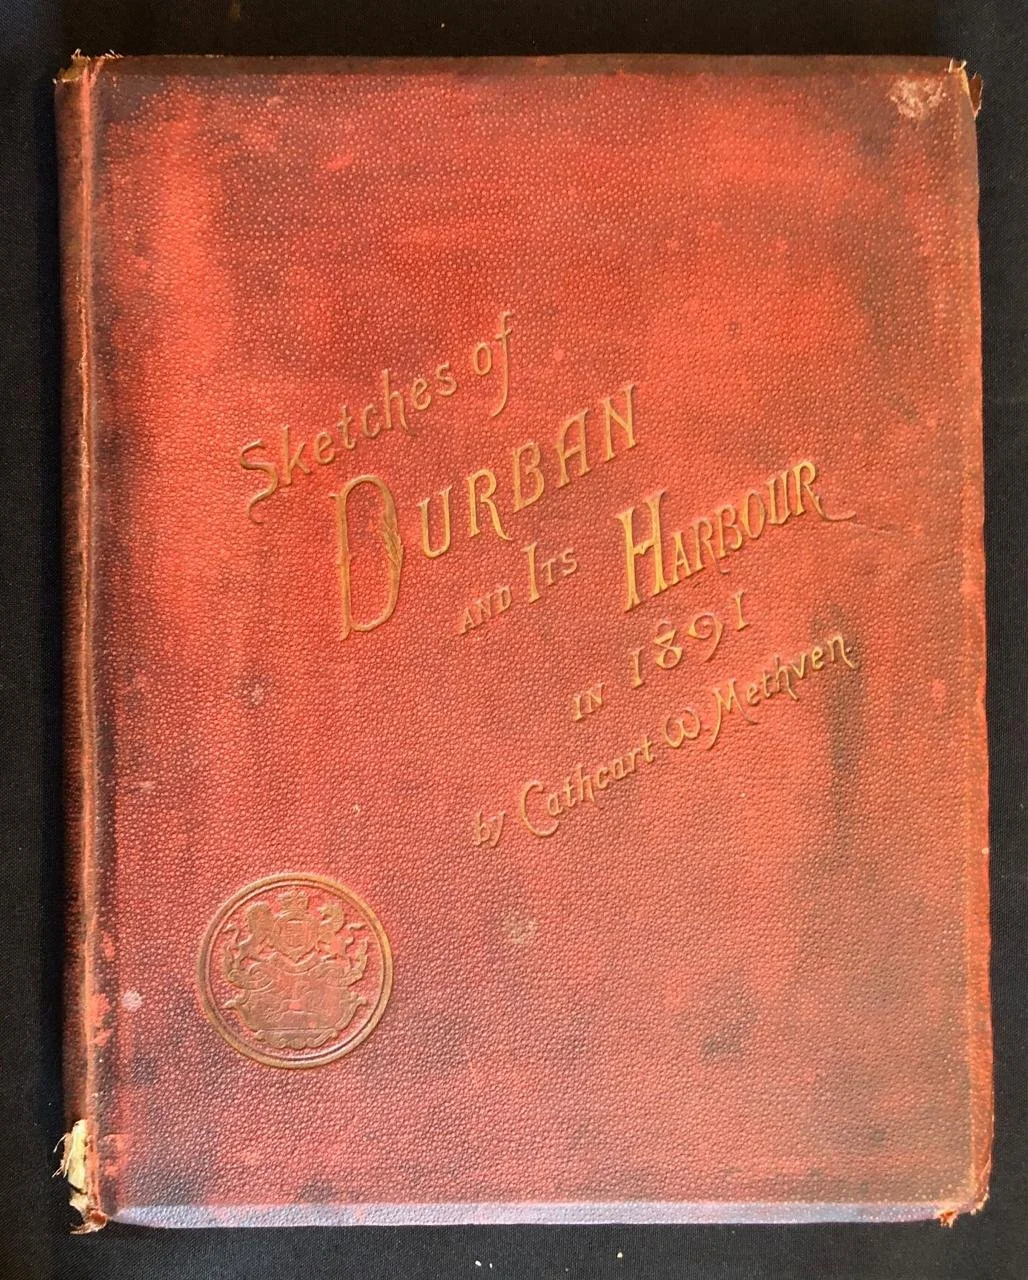 Sketches of
DURBAN
AND ITS HARBOUR
IN 1891
by Cathcart W Methven